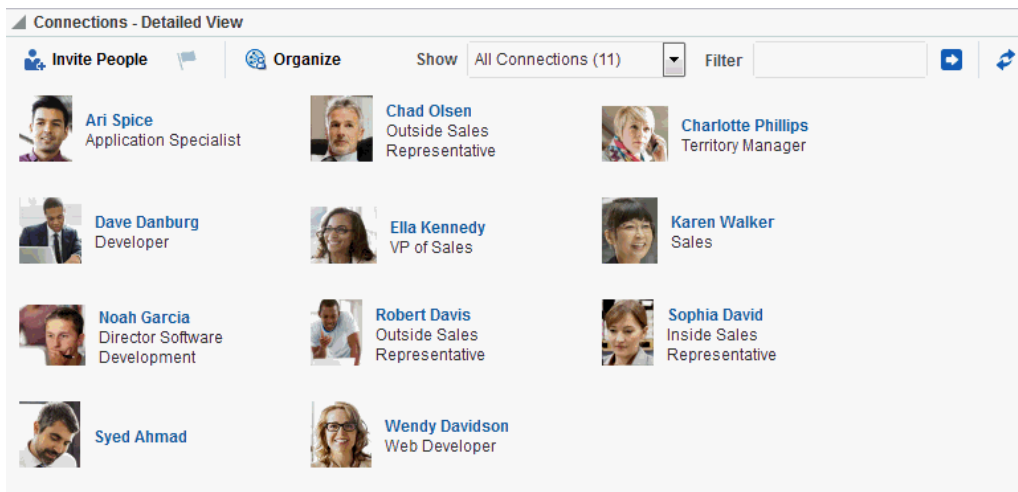 Connections - Detailed View
Invite People Organize Show All Connections (11) Filter
Ari Spice
Application Specialist
Chad Olsen
Outside Sales
Representative
Charlotte Phillips
Territory Manager
Dave Danburg
Developer
Ella Kennedy
VP of Sales
Karen Walker
Sales
Noah Garcia
Director Software
Development
Robert Davis
Outside Sales
Representative
Sophia David
Inside Sales
Representative
Syed Ahmad
Wendy Davidson
Web Developer